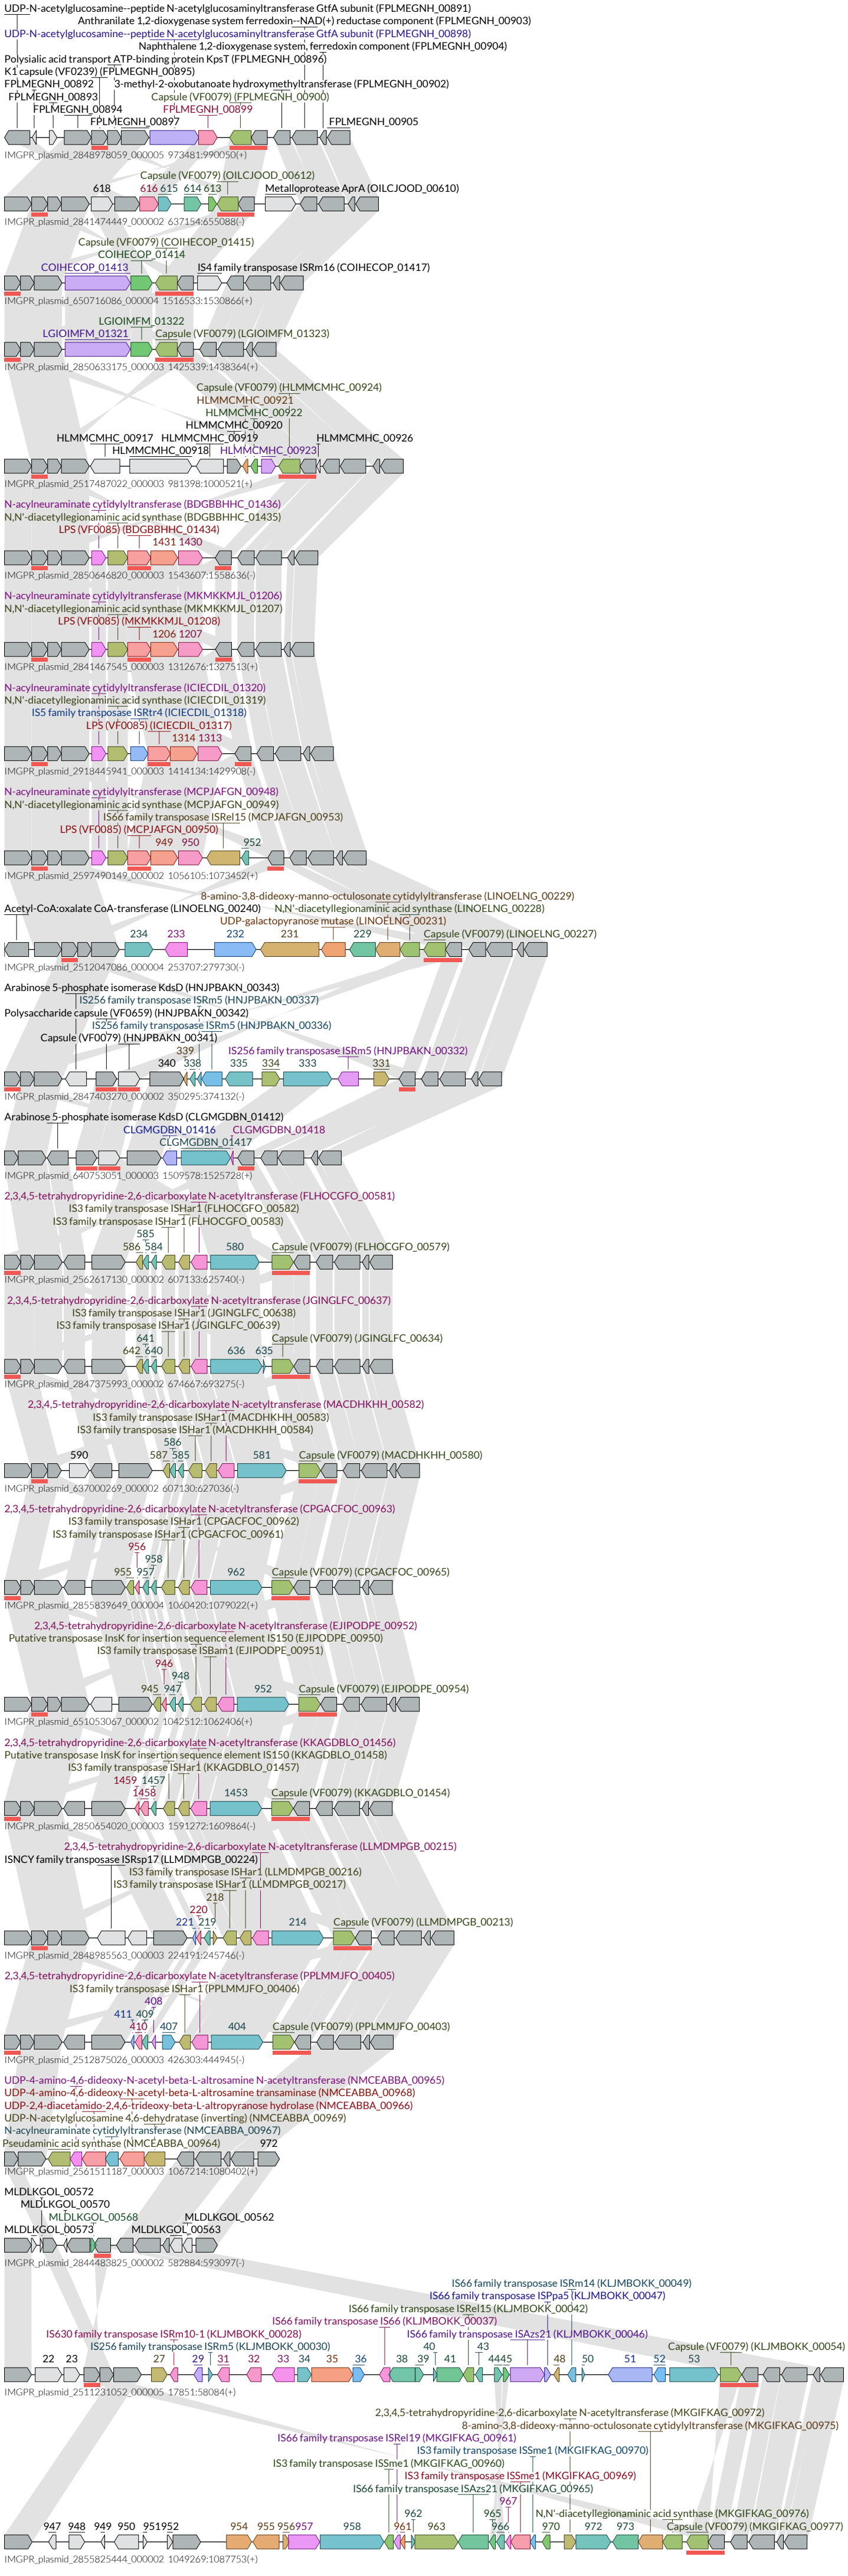 UDP-N-acetylglucosamine--peptide N-acetylglucosaminyltransferase GtfA subunit (FPLMEGNH_00891)
Anthranilate 1,2-dioxygenase system ferredoxin--NAD(+) reductase component (FPLMEGNH_00903)
UDP-N-acetylglucosamine--peptide N-acetylglucosaminyltransferase GtfA subunit (FPLMEGNH_00898)
Naphthalene 1,2-dioxygenase system, ferredoxin component (FPLMEGNH_00904)
Polysialic acid transport ATP-binding protein KpsT (FPLMEGNH_00896)
K1 capsule (VF0239) (FPLMEGNH_00895)
FPLMEGNH_00892 3-methyl-2-oxobutanoate hydroxymethyltransferase (FPLMEGNH_00902)
FPLMEGNH_00893 Capsule (VF0079) (FPLMEGNH_00900)
FPLMEGNH_00894 FPLMEGNH_00899
FPLMEGNH_00897 FPLMEGNH_00905
IMGPR_plasmid_2848978059_000005 973481:990050(+)
Capsule (VF0079) (OILCJOOD_00612)
618 616 615 614 613 Metalloprotease AprA (OILCJOOD_00610)
IMGPR_plasmid_2841474449_000002 637154:655088(-)
Capsule (VF0079) (COIHECOP_01415)
COIHECOP_01414
COIHECOP_01413 IS4 family transposase ISRm16 (COIHECOP_01417)
IMGPR_plasmid_650716086_000004 1516533:1530866(+)
LGIOIMFM_01322
LGIOIMFM_01321 Capsule (VF0079) (LGIOIMFM_01323)
IMGPR_plasmid_2850633175_000003 1425339:1438364(+)
Capsule (VF0079) (HLMMCMHC_00924)
HLMMCMHC_00921
HLMMCMHC_00922
HLMMCMHC_00920
HLMMCMHC_00917 HLMMCMHC_00919 HLMMCMHC_00926
HLMMCMHC_00918 HLMMCMHC_00923
IMGPR_plasmid_2517487022_000003 981398:1000521(+)
N-acylneuraminate cytidylyltransferase (BDGBBHHC_01436)
N,N'-diacetyllegionaminic acid synthase (BDGBBHHC_01435)
LPS (VF0085) (BDGBBHHC_01434)
1431 1430
IMGPR_plasmid_2850646820_000003 1543607:1558636(-)
N-acylneuraminate cytidylyltransferase (MKMKKMJL_01206)
N,N'-diacetyllegionaminic acid synthase (MKMKKMJL_01207)
LPS (VF0085) (MKMKKMJL_01208)
1206 1207
IMGPR_plasmid_2841467545_000003 1312676:1327513(+)
N-acylneuraminate cytidylyltransferase (ICIECDIL_01320)
N,N'-diacetyllegionaminic acid synthase (ICIECDIL_01319)
IS5 family transposase ISRtr4 (ICIECDIL_01318)
LPS (VF0085) (ICIECDIL_01317)
1314 1313
IMGPR_plasmid_2918445941_000003 1414134:1429908(-)
N-acylneuraminate cytidylyltransferase (MCPJAFGN_00948)
N,N'-diacetyllegionaminic acid synthase (MCPJAFGN_00949)
IS66 family transposase ISRel15 (MCPJAFGN_00953)
LPS (VF0085) (MCPJAFGN_00950)
949 950 952
IMGPR_plasmid_2597490149_000002 1056105:1073452(+)
8-amino-3,8-dideoxy-manno-octulosonate cytidylyltransferase (LINOELNG_00229)
Acetyl-CoA:oxalate CoA-transferase (LINOELNG_00240) N,N'-diacetyllegionaminic acid synthase (LINOELNG_00228)
UDP-galactopyranose mutase (LINOELNG_00231)
234 233 232 231 229 Capsule (VF0079) (LINOELNG_00227)
IMGPR_plasmid_2512047086_000004 253707:279730(-)
Arabinose 5-phosphate isomerase KdsD (HNJPBAKN_00343)
IS256 family transposase ISRm5 (HNJPBAKN_00337)
Polysaccharide capsule (VF0659) (HNJPBAKN_00342)
IS256 family transposase ISRm5 (HNJPBAKN_00336)
Capsule (VF0079) (HNJPBAKN_00341)
339 IS256 family transposase ISRm5 (HNJPBAKN_00332)
340 338 335 334 333 331
IMGPR_plasmid_2847403270_000002 350295:374132(-)
Arabinose 5-phosphate isomerase KdsD (CLGMGDBN_01412)
CLGMGDBN_01416 CLGMGDBN_01418
CLGMGDBN_01417
IMGPR_plasmid_640753051_000003 1509578:1525728(+)
2,3,4,5-tetrahydropyridine-2,6-dicarboxylate N-acetyltransferase (FLHOCGFO_00581)
IS3 family transposase ISHar1 (FLHOCGFO_00582)
IS3 family transposase ISHar1 (FLHOCGFO_00583)
585
586 584 580 Capsule (VF0079) (FLHOCGFO_00579)
IMGPR_plasmid_2562617130_000002 607133:625740(-)
2,3,4,5-tetrahydropyridine-2,6-dicarboxylate N-acetyltransferase (JGINGLFC_00637)
IS3 family transposase ISHar1 (JGINGLFC_00638)
IS3 family transposase ISHar1 (JGINGLFC_00639)
641 Capsule (VF0079) (JGINGLFC_00634)
642 640 636 635
IMGPR_plasmid_2847375993_000002 674667:693275(-)
2,3,4,5-tetrahydropyridine-2,6-dicarboxylate N-acetyltransferase (MACDHKHH_00582)
IS3 family transposase ISHar1 (MACDHKHH_00583)
IS3 family transposase ISHar1 (MACDHKHH_00584)
586
590 587 585 581 Capsule (VF0079) (MACDHKHH_00580)
IMGPR_plasmid_637000269_000002 607130:627036(-)
2,3,4,5-tetrahydropyridine-2,6-dicarboxylate N-acetyltransferase (CPGACFOC_00963)
IS3 family transposase ISHar1 (CPGACFOC_00962)
IS3 family transposase ISHar1 (CPGACFOC_00961)
956
958
955 957 962 Capsule (VF0079) (CPGACFOC_00965)
IMGPR_plasmid_2855839649_000004 1060420:1079022(+)
2,3,4,5-tetrahydropyridine-2,6-dicarboxylate N-acetyltransferase (EJIPODPE_00952)
Putative transposase InsK for insertion sequence element IS150 (EJIPODPE_00950)
IS3 family transposase ISBam1 (EJIPODPE_00951)
946
948
945 947 952 Capsule (VF0079) (EJIPODPE_00954)
IMGPR_plasmid_651053067_000002 1042512:1062406(+)
2,3,4,5-tetrahydropyridine-2,6-dicarboxylate N-acetyltransferase (KKAGDBLO_01456)
Putative transposase InsK for insertion sequence element IS150 (KKAGDBLO_01458)
IS3 family transposase ISHar1 (KKAGDBLO_01457)
1459 1457
1458 1453 Capsule (VF0079) (KKAGDBLO_01454)
IMGPR_plasmid_2850654020_000003 1591272:1609864(-)
2,3,4,5-tetrahydropyridine-2,6-dicarboxylate N-acetyltransferase (LLMDMPGB_00215)
ISNCY family transposase ISRsp17 (LLMDMPGB_00224)
IS3 family transposase ISHar1 (LLMDMPGB_00216)
IS3 family transposase ISHar1 (LLMDMPGB_00217)
218
220
221 219 214 Capsule (VF0079) (LLMDMPGB_00213)
IMGPR_plasmid_2848985563_000003 224191:245746(-)
2,3,4,5-tetrahydropyridine-2,6-dicarboxylate N-acetyltransferase (PPLMMJFO_00405)
IS3 family transposase ISHar1 (PPLMMJFO_00406)
408
411 409
410 407 404 Capsule (VF0079) (PPLMMJFO_00403)
IMGPR_plasmid_2512875026_000003 426303:444945(-)
UDP-4-amino-4,6-dideoxy-N-acetyl-beta-L-altrosamine N-acetyltransferase (NMCEABBA_00965)
UDP-4-amino-4,6-dideoxy-N-acetyl-beta-L-altrosamine transaminase (NMCEABBA_00968)
UDP-2,4-diacetamido-2,4,6-trideoxy-beta-L-altropyranose hydrolase (NMCEABBA_00966)
UDP-N-acetylglucosamine 4,6-dehydratase (inverting) (NMCEABBA_00969)
N-acylneuraminate cytidylyltransferase (NMCEABBA_00967)
Pseudaminic acid synthase (NMCEABBA_00964) 972
IMGPR_plasmid_2561511187_000003 1067214:1080402(+)
MLDLKGOL_00572
MLDLKGOL_00570
MLDLKGOL_00568 MLDLKGOL_00562
MLDLKGOL_00573 MLDLKGOL_00563
IMGPR_plasmid_2844483825_000002 582884:593097(-)
IS66 family transposase ISRm14 (KLJMBOKK_00049)
IS66 family transposase ISPpa5 (KLJMBOKK_00047)
IS66 family transposase ISRel15 (KLJMBOKK_00042)
IS66 family transposase IS66 (KLJMBOKK_00037)
IS630 family transposase ISRm10-1 (KLJMBOKK_00028) IS66 family transposase ISAzs21 (KLJMBOKK_00046)
IS256 family transposase ISRm5 (KLJMBOKK_00030) 40 43 Capsule (VF0079) (KLJMBOKK_00054)
22 23 27 29 31 32 33 34 35 36 38 39 41 44 45 48 50 51 52 53
IMGPR_plasmid_2511231052_000005 17851:58084(+)
2,3,4,5-tetrahydropyridine-2,6-dicarboxylate N-acetyltransferase (MKGIFKAG_00972)
8-amino-3,8-dideoxy-manno-octulosonate cytidylyltransferase (MKGIFKAG_00975)
IS66 family transposase ISRel19 (MKGIFKAG_00961)
IS3 family transposase ISSme1 (MKGIFKAG_00970)
IS3 family transposase ISSme1 (MKGIFKAG_00960)
IS3 family transposase ISSme1 (MKGIFKAG_00969)
IS66 family transposase ISAzs21 (MKGIFKAG_00965)
967
962 965 N,N'-diacetyllegionaminic acid synthase (MKGIFKAG_00976)
947 948 949 950 951 952 954 955 956 957 958 961 963 966 970 972 973 Capsule (VF0079) (MKGIFKAG_00977)
IMGPR_plasmid_2855825444_000002 1049269:1087753(+)